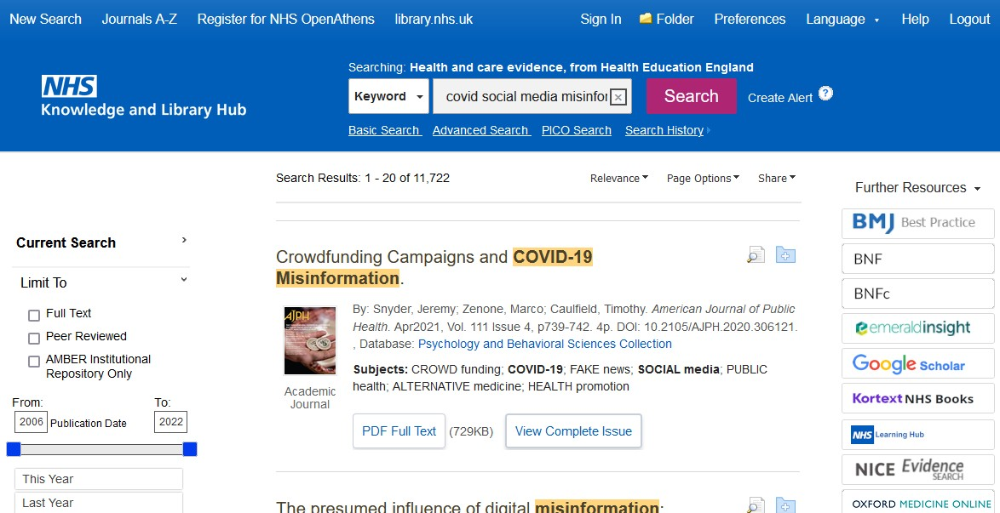 New Search Journals A-Z Register for NHS OpenAthens library.nhs.uk Sign In Folder Preferences Language Help Logout
Searching: Health and care evidence, from Health Education England
NHS
Knowledge and Library Hub
Keyword covid social media misinfor Search Create Alert ?
Basic Search Advanced Search PICO Search Search History
Search Results: 1 - 20 of 11,722 Relevance Page Options Share
Current Search
Limit To
Full Text
Peer Reviewed
AMBER Institutional
Repository Only
From: To:
2006 Publication Date 2022
This Year
Last Year
Crowdfunding Campaigns and COVID-19
Misinformation.
AJPH
Academic
Journal
By: Snyder, Jeremy; Zenone, Marco; Caulfield, Timothy. American Journal of Public
Health. Apr2021, Vol. 111 Issue 4, p739-742. 4p. DOI: 10.2105/AJPH.2020.306121.
, Database: Psychology and Behavioral Sciences Collection
Subjects: CROWD funding; COVID-19; FAKE news; SOCIAL media; PUBLIC
health; ALTERNATIVE medicine; HEALTH promotion
PDF Full Text (729KB) View Complete Issue
The presumed influence of digital misinformation:
Further Resources
BMJ Best Practice
BNF
BNFc
emeraldinsight
Google Scholar
Kortext NHS Books
NHS Learning Hub
NICE Evidence
SEARCH
OXFORD MEDICINE ONLINE